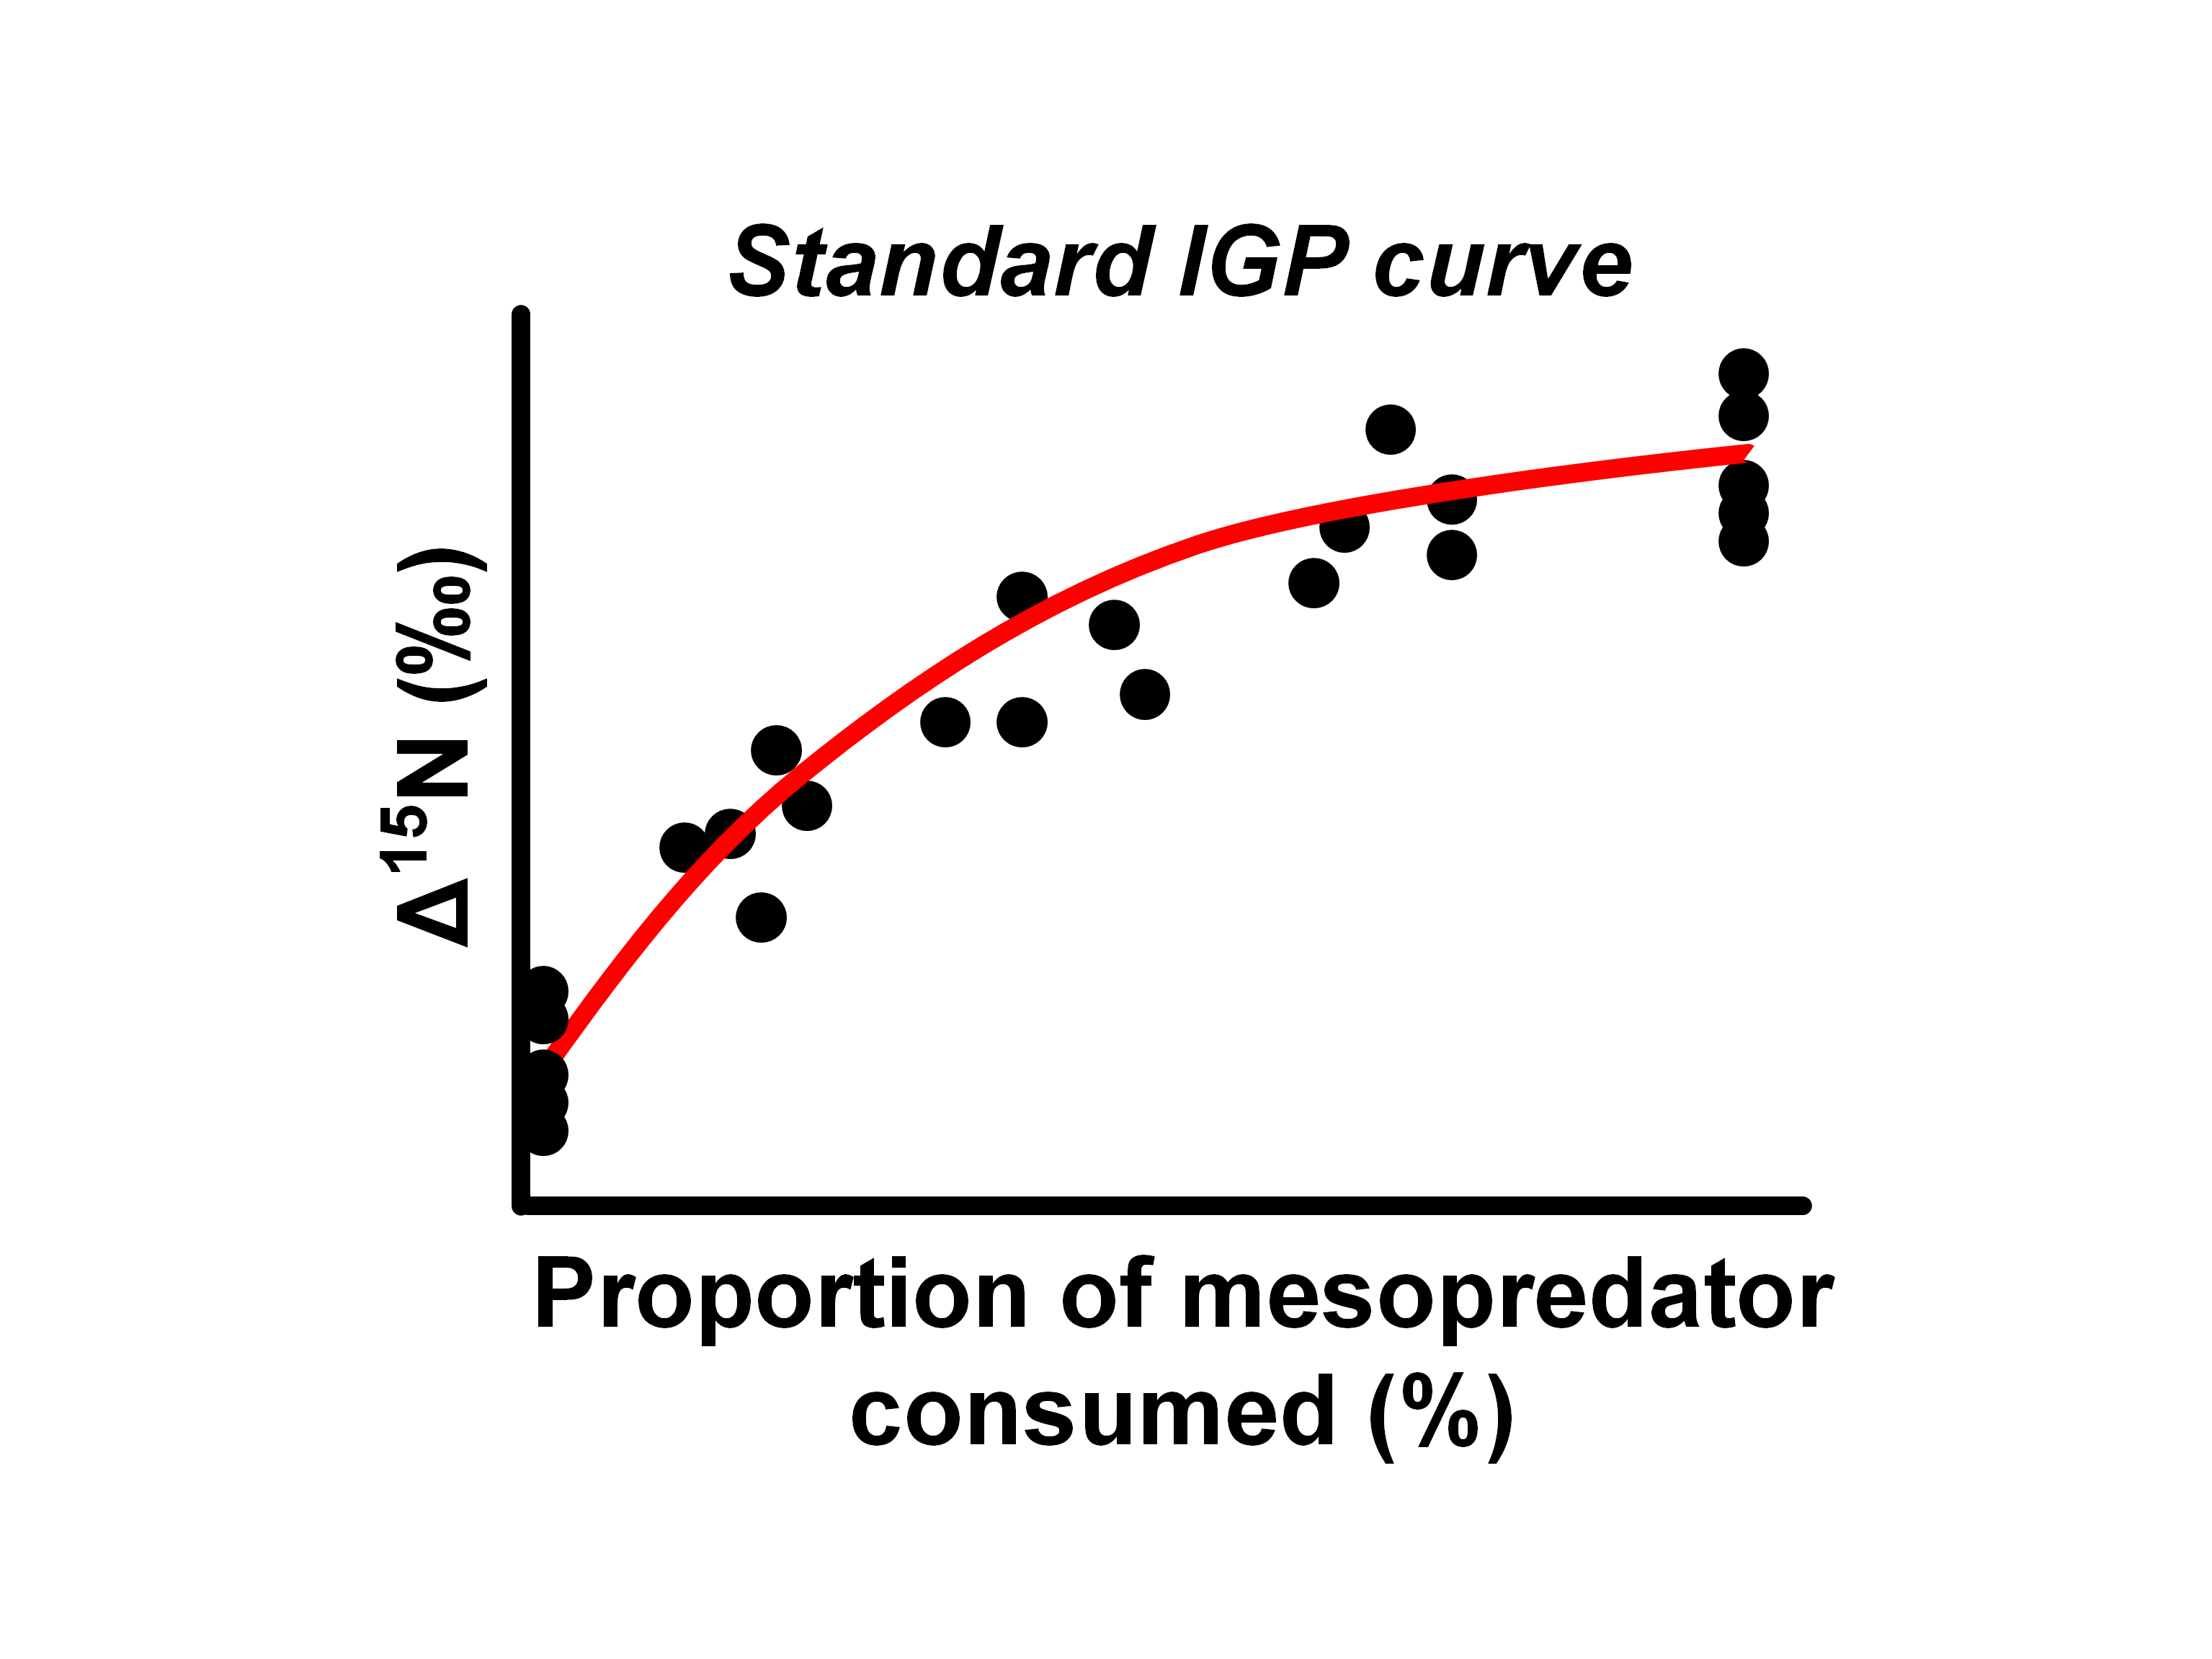 Standard IGP curve
Δ¹⁵N (‰)
Proportion of mesopredator
consumed (%)